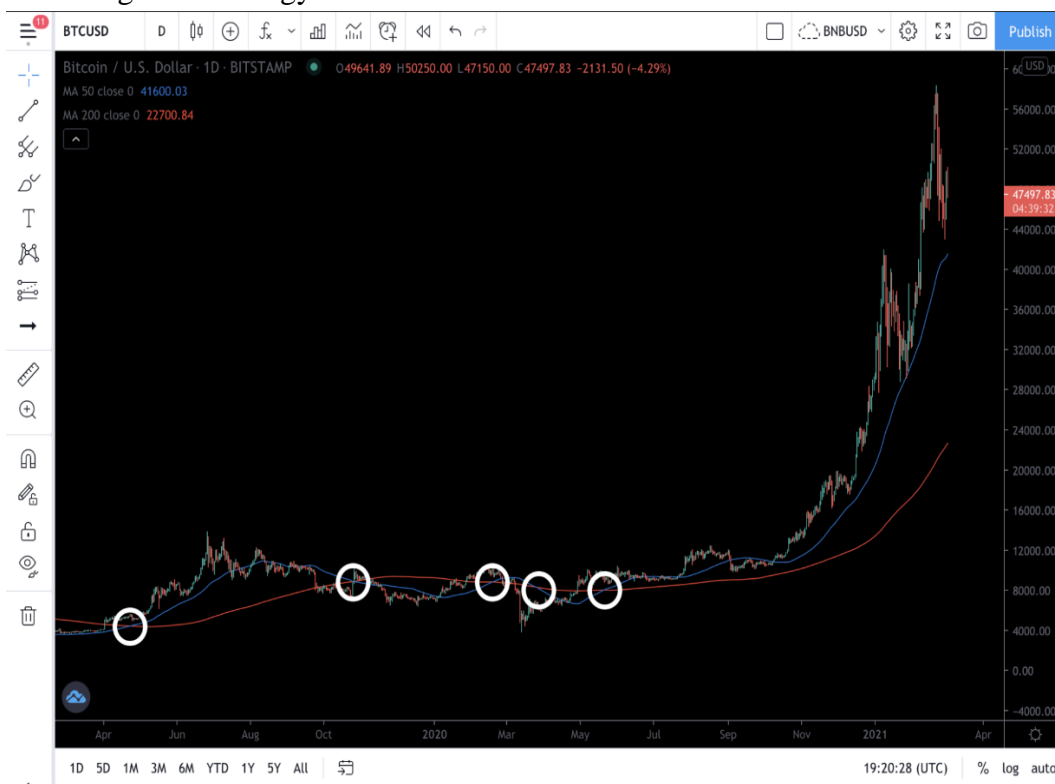 11
BTCUSD D fx BNBUSD Publish
Bitcoin / U.S. Dollar · 1D · BITSTAMP O49641.89 H50250.00 L47150.00 C47497.83 −2131.50 (−4.29%)
MA 50 close 0 41600.03
MA 200 close 0 22700.84
USD
56000.00
52000.00
47497.83
04:39:32
44000.00
40000.00
36000.00
32000.00
28000.00
24000.00
20000.00
16000.00
12000.00
8000.00
4000.00
0.00
−4000.00
Apr Jun Aug Oct 2020 Mar May Jul Sep Nov 2021 Apr
1D 5D 1M 3M 6M YTD 1Y 5Y All 19:20:28 (UTC) % log auto